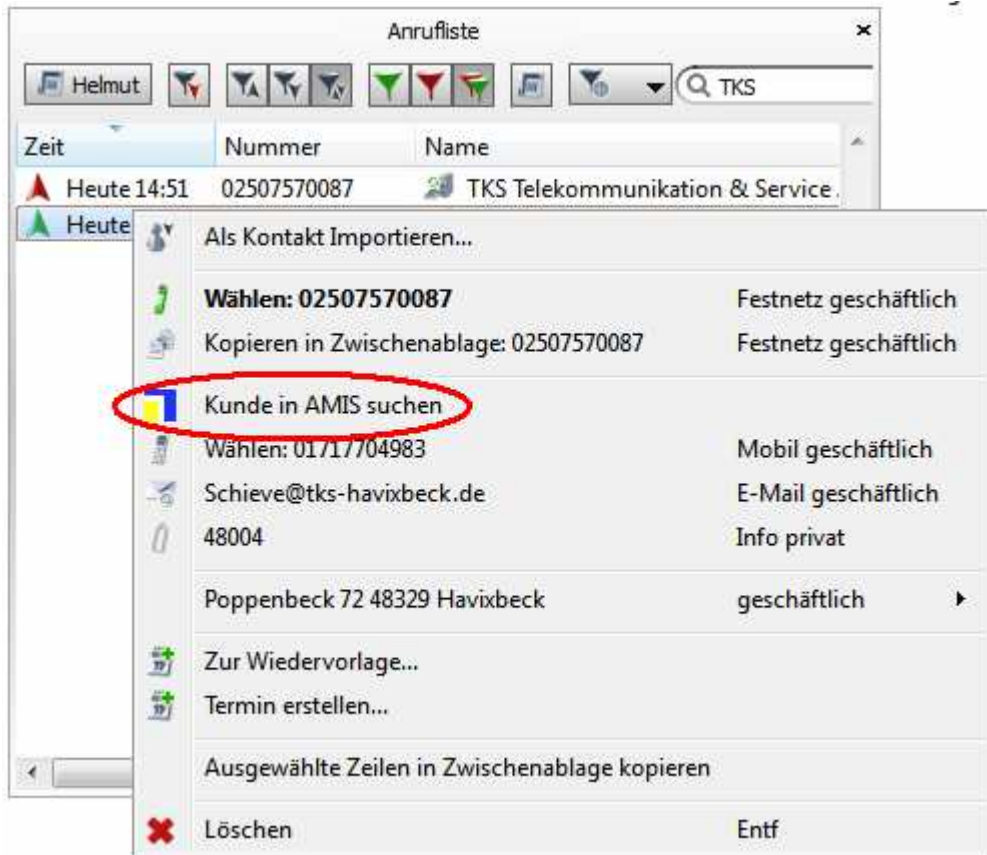 Anrufliste
Helmut TKS
Zeit Nummer Name
Heute 14:51 02507570087 TKS Telekommunikation & Service .
Heute
Als Kontakt Importieren...
Wählen: 02507570087 Festnetz geschäftlich
Kopieren in Zwischenablage: 02507570087 Festnetz geschäftlich
Kunde in AMIS suchen
Wählen: 01717704983 Mobil geschäftlich
Schieve@tks-havixbeck.de E-Mail geschäftlich
48004 Info privat
Poppenbeck 72 48329 Havixbeck geschäftlich
Zur Wiedervorlage...
Termin erstellen...
Ausgewählte Zeilen in Zwischenablage kopieren
Löschen Entf